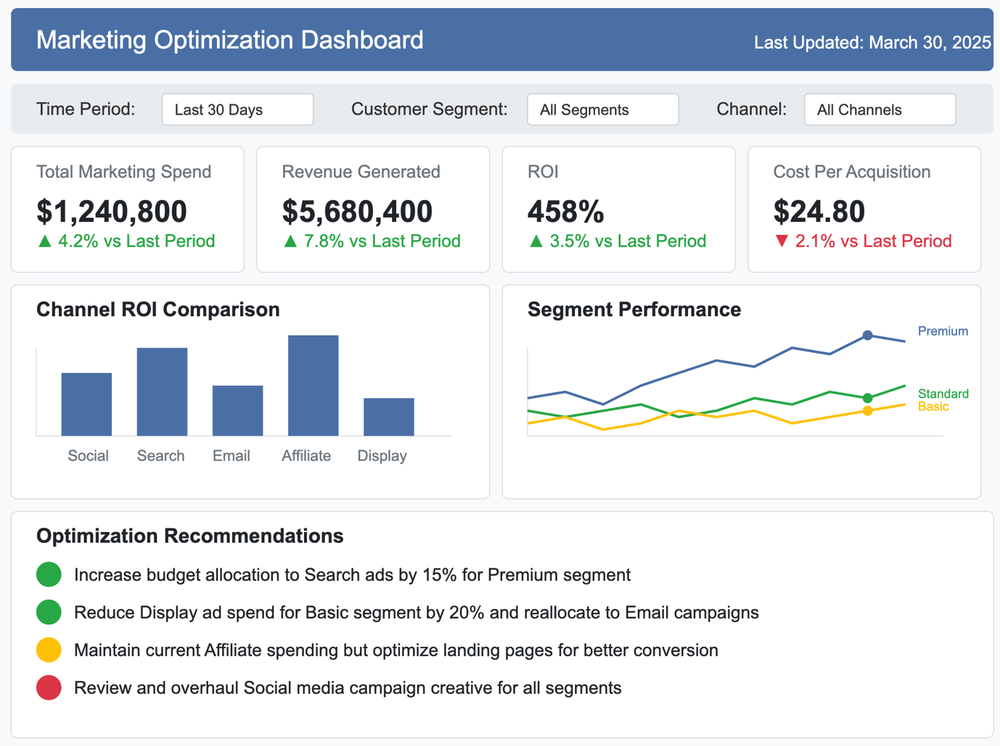 Marketing Optimization Dashboard
Last Updated: March 30, 2025
Time Period:
Last 30 Days
Customer Segment:
All Segments
Channel:
All Channels
Total Marketing Spend
$1,240,800
▲ 4.2% vs Last Period
Revenue Generated
$5,680,400
▲ 7.8% vs Last Period
ROI
458%
▲ 3.5% vs Last Period
Cost Per Acquisition
$24.80
▼ 2.1% vs Last Period
Channel ROI Comparison
Social
Search
Email
Affiliate
Display
Segment Performance
Premium
Standard
Basic
Optimization Recommendations
Increase budget allocation to Search ads by 15% for Premium segment
Reduce Display ad spend for Basic segment by 20% and reallocate to Email campaigns
Maintain current Affiliate spending but optimize landing pages for better conversion
Review and overhaul Social media campaign creative for all segments